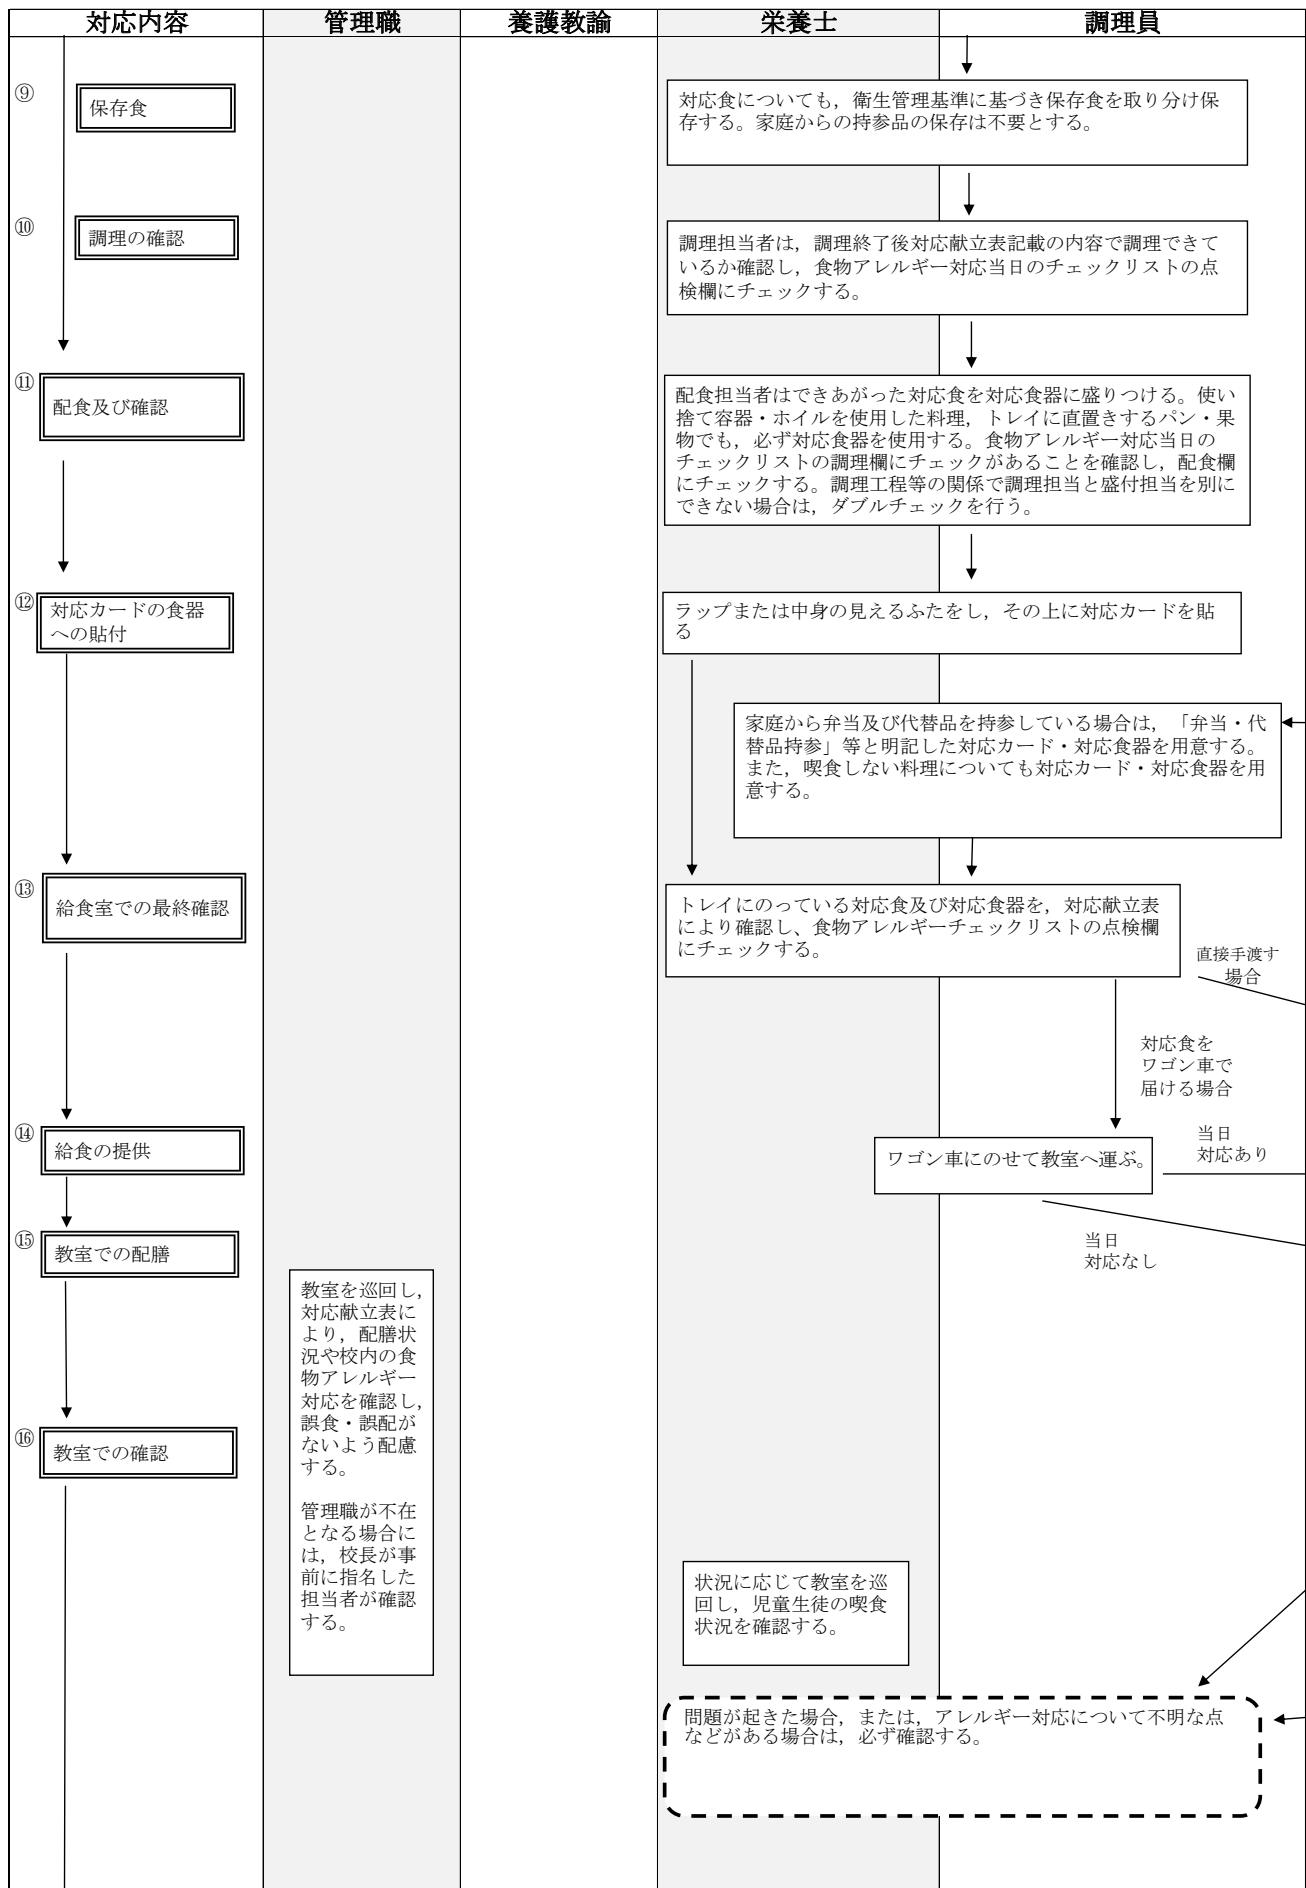 対応内容
管理職
養護教諭
栄養士
調理員
⑨
保存食
対応食についても，衛生管理基準に基づき保存食を取り分け保
存する。家庭からの持参品の保存は不要とする。
⑩
調理の確認
調理担当者は，調理終了後対応献立表記載の内容で調理できて
いるか確認し，食物アレルギー対応当日のチェックリストの点
検欄にチェックする。
⑪
配食及び確認
配食担当者はできあがった対応食を対応食器に盛りつける。使い
捨て容器・ホイルを使用した料理，トレイに直置きするパン・果
物でも，必ず対応食器を使用する。食物アレルギー対応当日の
チェックリストの調理欄にチェックがあることを確認し，配食欄
にチェックする。調理工程等の関係で調理担当と盛付担当を別に
できない場合は，ダブルチェックを行う。
⑫
対応カードの食器
への貼付
ラップまたは中身の見えるふたをし，その上に対応カードを貼
る
家庭から弁当及び代替品を持参している場合は，「弁当・代
替品持参」等と明記した対応カード・対応食器を用意する。
また，喫食しない料理についても対応カード・対応食器を用
意する。
⑬
給食室での最終確認
トレイにのっている対応食及び対応食器を，対応献立表
により確認し、食物アレルギーチェックリストの点検欄
にチェックする。
直接手渡す
場合
対応食を
ワゴン車で
届ける場合
⑭
給食の提供
ワゴン車にのせて教室へ運ぶ。
当日
対応あり
当日
対応なし
⑮
教室での配膳
教室を巡回し，
対応献立表に
より，配膳状
況や校内の食
物アレルギー
対応を確認し，
誤食・誤配が
ないよう配慮
する。
管理職が不在
となる場合に
は，校長が事
前に指名した
担当者が確認
する。
⑯
教室での確認
状況に応じて教室を巡
回し，児童生徒の喫食
状況を確認する。
問題が起きた場合，または，アレルギー対応について不明な点
などがある場合は，必ず確認する。